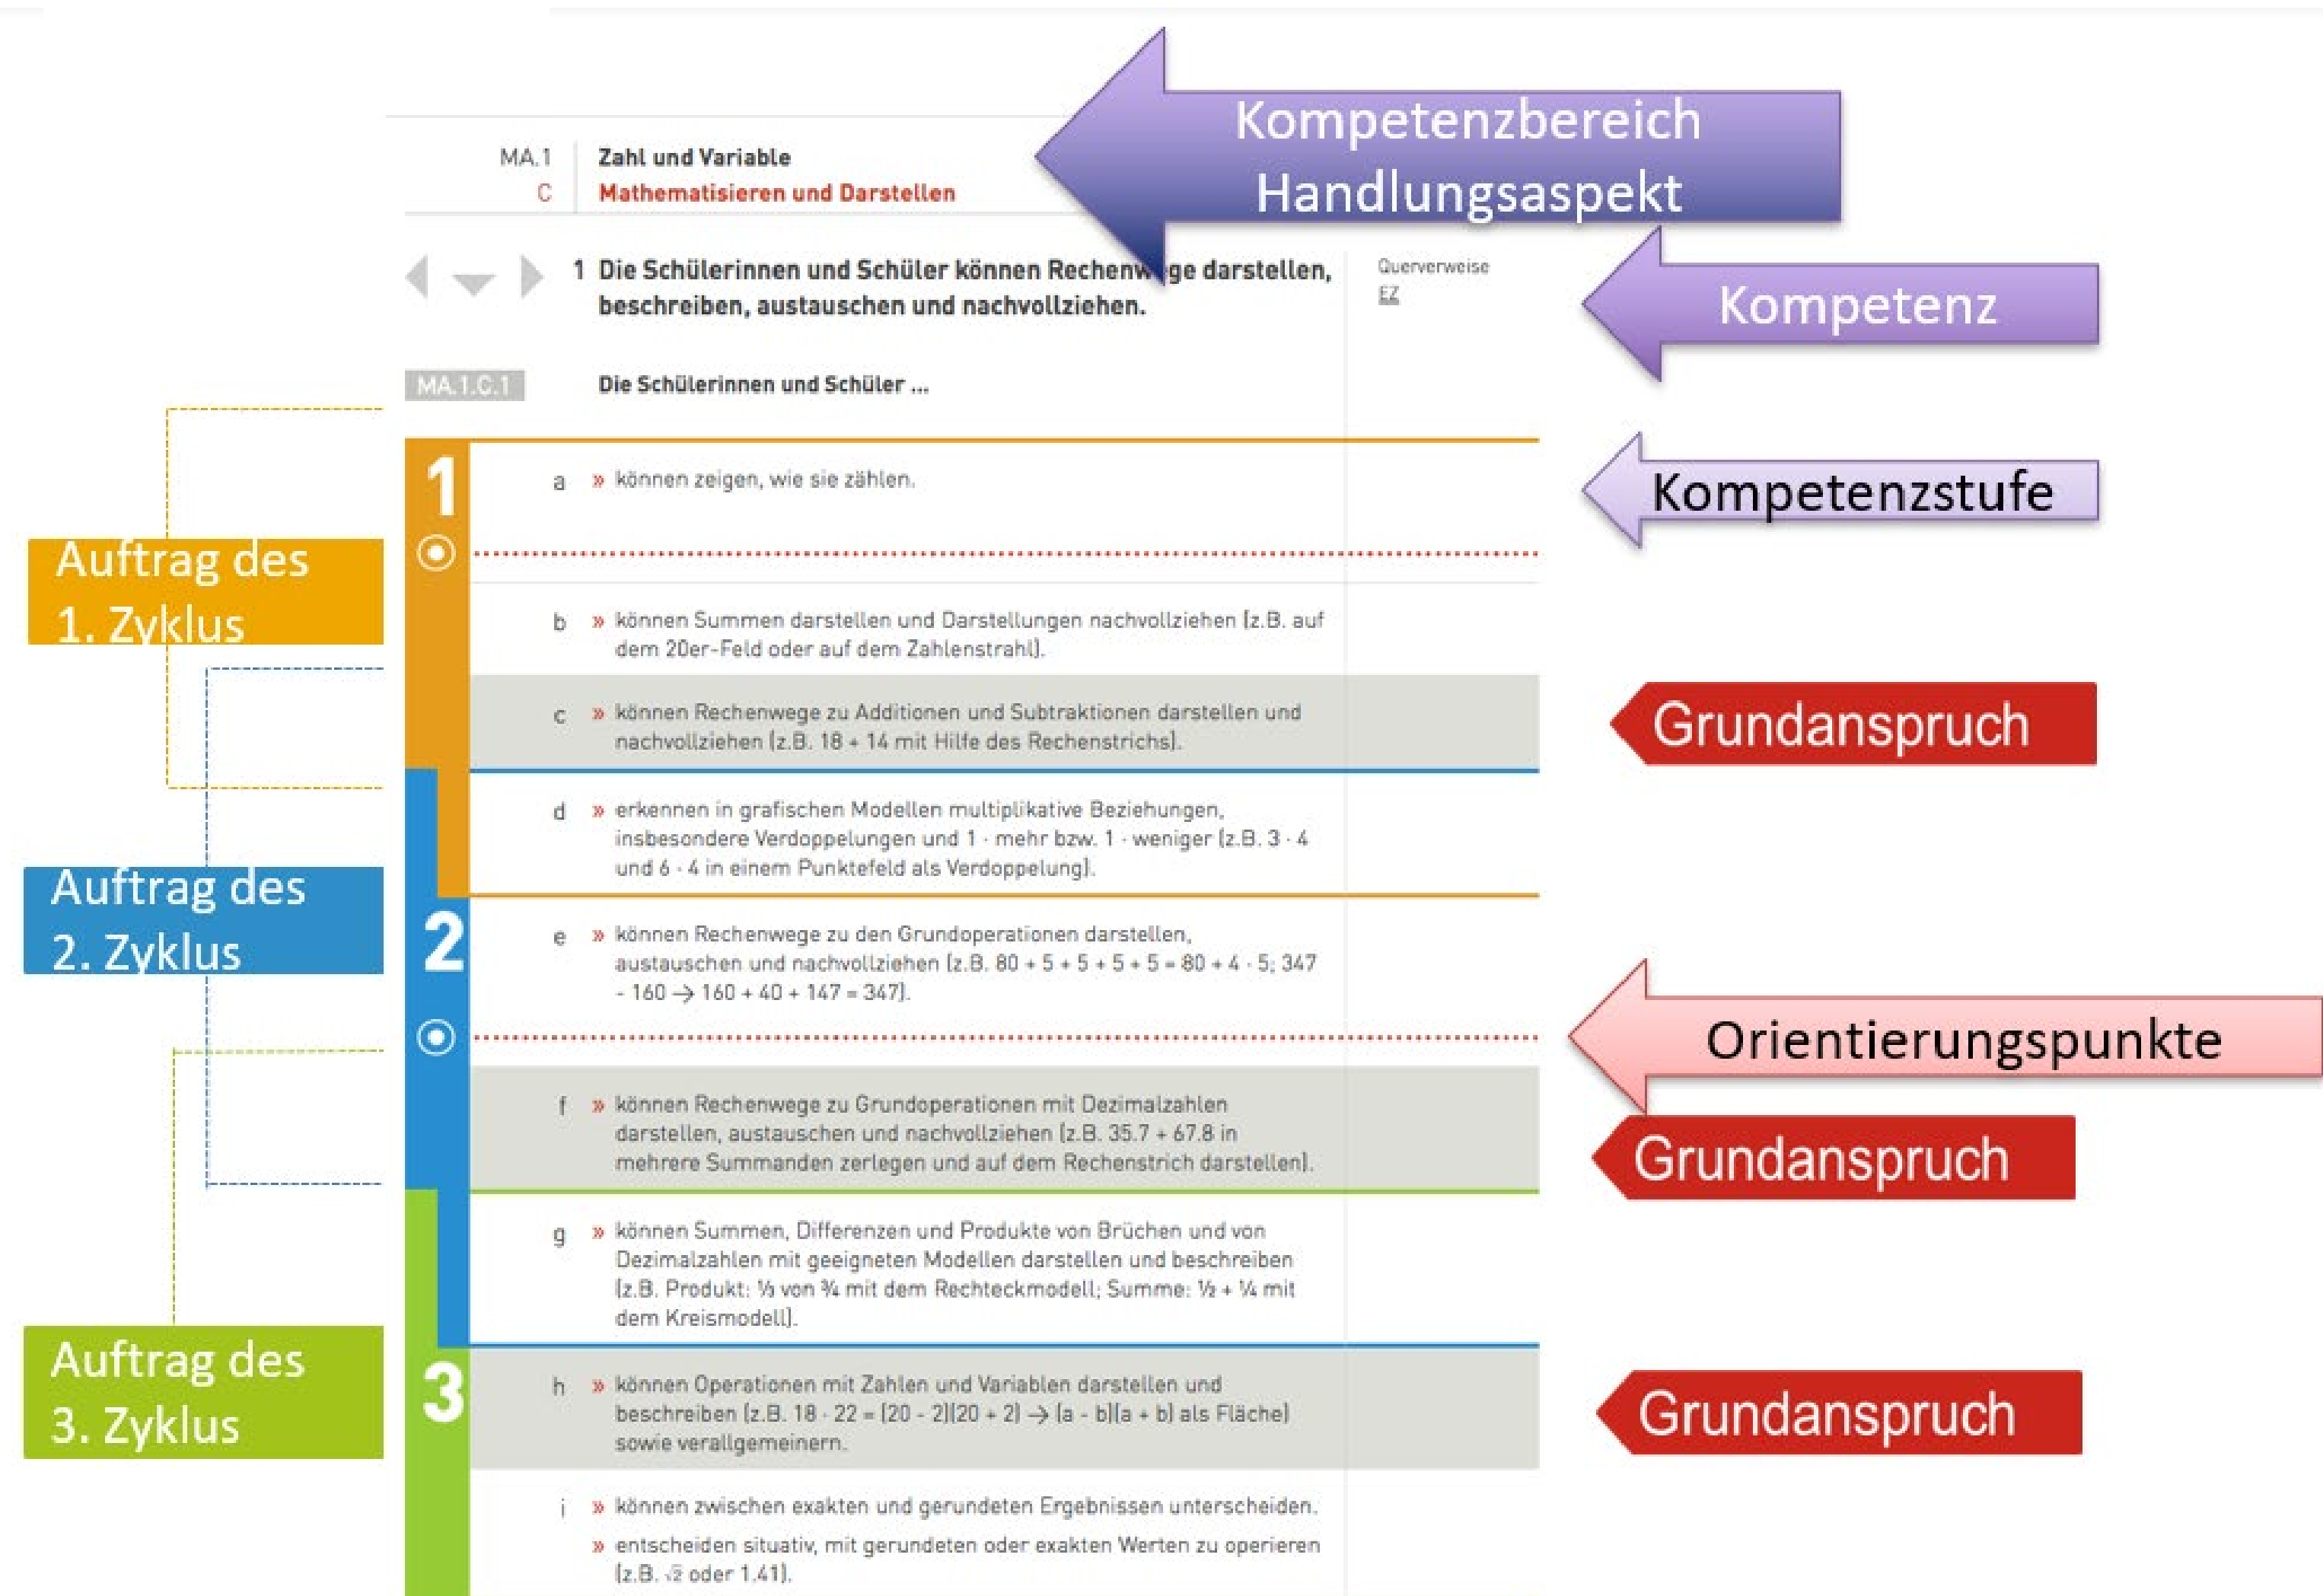 Kompetenzbereich
Handlungsaspekt
MA.1 Zahl und Variable
C Mathematisieren und Darstellen
1 Die Schülerinnen und Schüler können Rechenwege darstellen,
beschreiben, austauschen und nachvollziehen.
Querverweise
EZ
Kompetenz
MA.1.C.1 Die Schülerinnen und Schüler ...
1
a » können zeigen, wie sie zählen.
Kompetenzstufe
Auftrag des
1. Zyklus
b » können Summen darstellen und Darstellungen nachvollziehen (z.B. auf
dem 20er-Feld oder auf dem Zahlenstrahl).
c » können Rechenwege zu Additionen und Subtraktionen darstellen und
nachvollziehen (z.B. 18 + 14 mit Hilfe des Rechenstrichs).
Grundanspruch
d » erkennen in grafischen Modellen multiplikative Beziehungen,
insbesondere Verdoppelungen und 1 · mehr bzw. 1 · weniger (z.B. 3 · 4
und 6 · 4 in einem Punktefeld als Verdoppelung).
Auftrag des
2. Zyklus
2
e » können Rechenwege zu den Grundoperationen darstellen,
austauschen und nachvollziehen (z.B. 80 + 5 + 5 + 5 + 5 = 80 + 4 · 5; 347
- 160 → 160 + 40 + 147 = 347).
Orientierungspunkte
f » können Rechenwege zu Grundoperationen mit Dezimalzahlen
darstellen, austauschen und nachvollziehen (z.B. 35.7 + 67.8 in
mehrere Summanden zerlegen und auf dem Rechenstrich darstellen).
Grundanspruch
g » können Summen, Differenzen und Produkte von Brüchen und von
Dezimalzahlen mit geeigneten Modellen darstellen und beschreiben
(z.B. Produkt: ⅓ von ¾ mit dem Rechteckmodell; Summe: ½ + ¼ mit
dem Kreismodell).
Auftrag des
3. Zyklus
3
h » können Operationen mit Zahlen und Variablen darstellen und
beschreiben (z.B. 18 · 22 = (20 - 2)(20 + 2) → (a - b)(a + b) als Fläche)
sowie verallgemeinern.
Grundanspruch
i » können zwischen exakten und gerundeten Ergebnissen unterscheiden.
» entscheiden situativ, mit gerundeten oder exakten Werten zu operieren
(z.B. √2 oder 1.41).